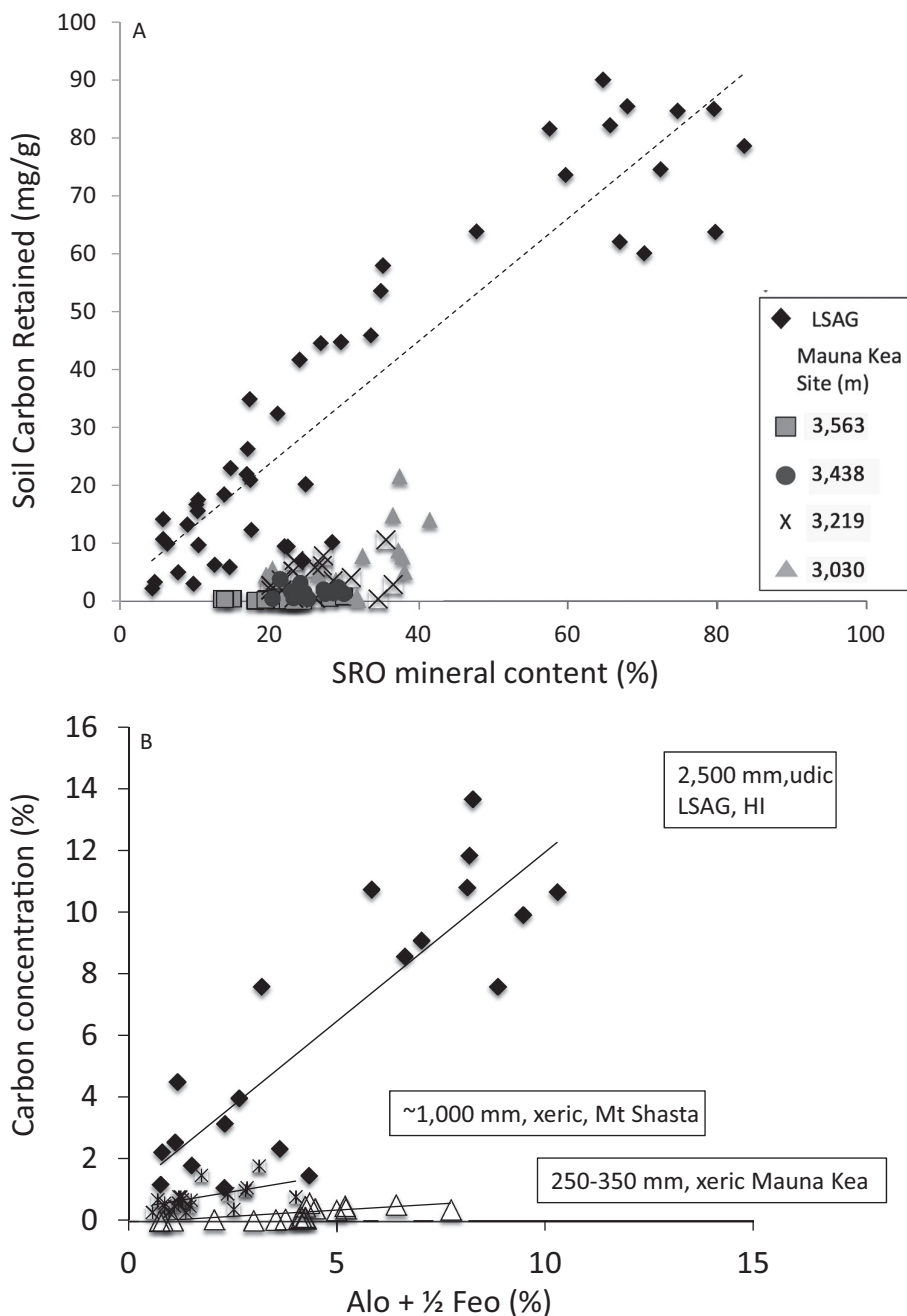 A
100
90
80
70
60
50
40
30
20
10
0
Soil Carbon Retained (mg/g)
LSAG
Mauna Kea
Site (m)
3,563
3,438
x 3,219
3,030
0 20 40 60 80 100
SRO mineral content (%)
B
16
14
12
10
8
6
4
2
0
Carbon concentration (%)
2,500 mm,udic
LSAG, HI
~1,000 mm, xeric, Mt Shasta
250-350 mm, xeric Mauna Kea
0 5 10 15
Alo + ½ Feo (%)